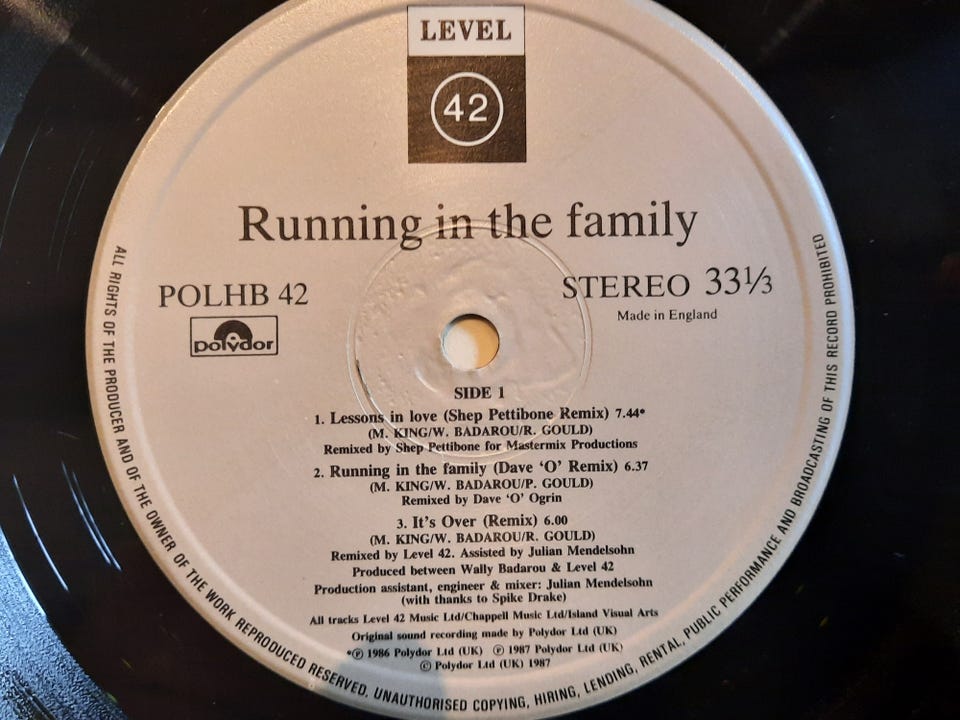 LEVEL
42
Running in the family
POLHB 42
STEREO 33⅓
Made in England
polydor
SIDE 1
1. Lessons in love (Shep Pettibone Remix) 7.44*
(M. KING/W. BADAROU/R. GOULD)
Remixed by Shep Pettibone for Mastermix Productions
2. Running in the family (Dave ‘O’ Remix) 6.37
(M. KING/W. BADAROU/P. GOULD)
Remixed by Dave ‘O’ Ogrin
3. It's Over (Remix) 6.00
(M. KING/W. BADAROU/R. GOULD)
Remixed by Level 42. Assisted by Julian Mendelsohn
Produced between Wally Badarou & Level 42
Production assistant, engineer & mixer: Julian Mendelsohn
(with thanks to Spike Drake)
All tracks Level 42 Music Ltd/Chappell Music Ltd/Island Visual Arts
Original sound recording made by Polydor Ltd (UK)
*℗ 1986 Polydor Ltd (UK) ℗ 1987 Polydor Ltd (UK)
© Polydor Ltd (UK) 1987
ALL RIGHTS OF THE PRODUCER AND OF THE OWNER OF THE WORK REPRODUCED RESERVED. UNAUTHORISED COPYING, HIRING, LENDING, RENTAL, PUBLIC PERFORMANCE AND BROADCASTING OF THIS RECORD PROHIBITED